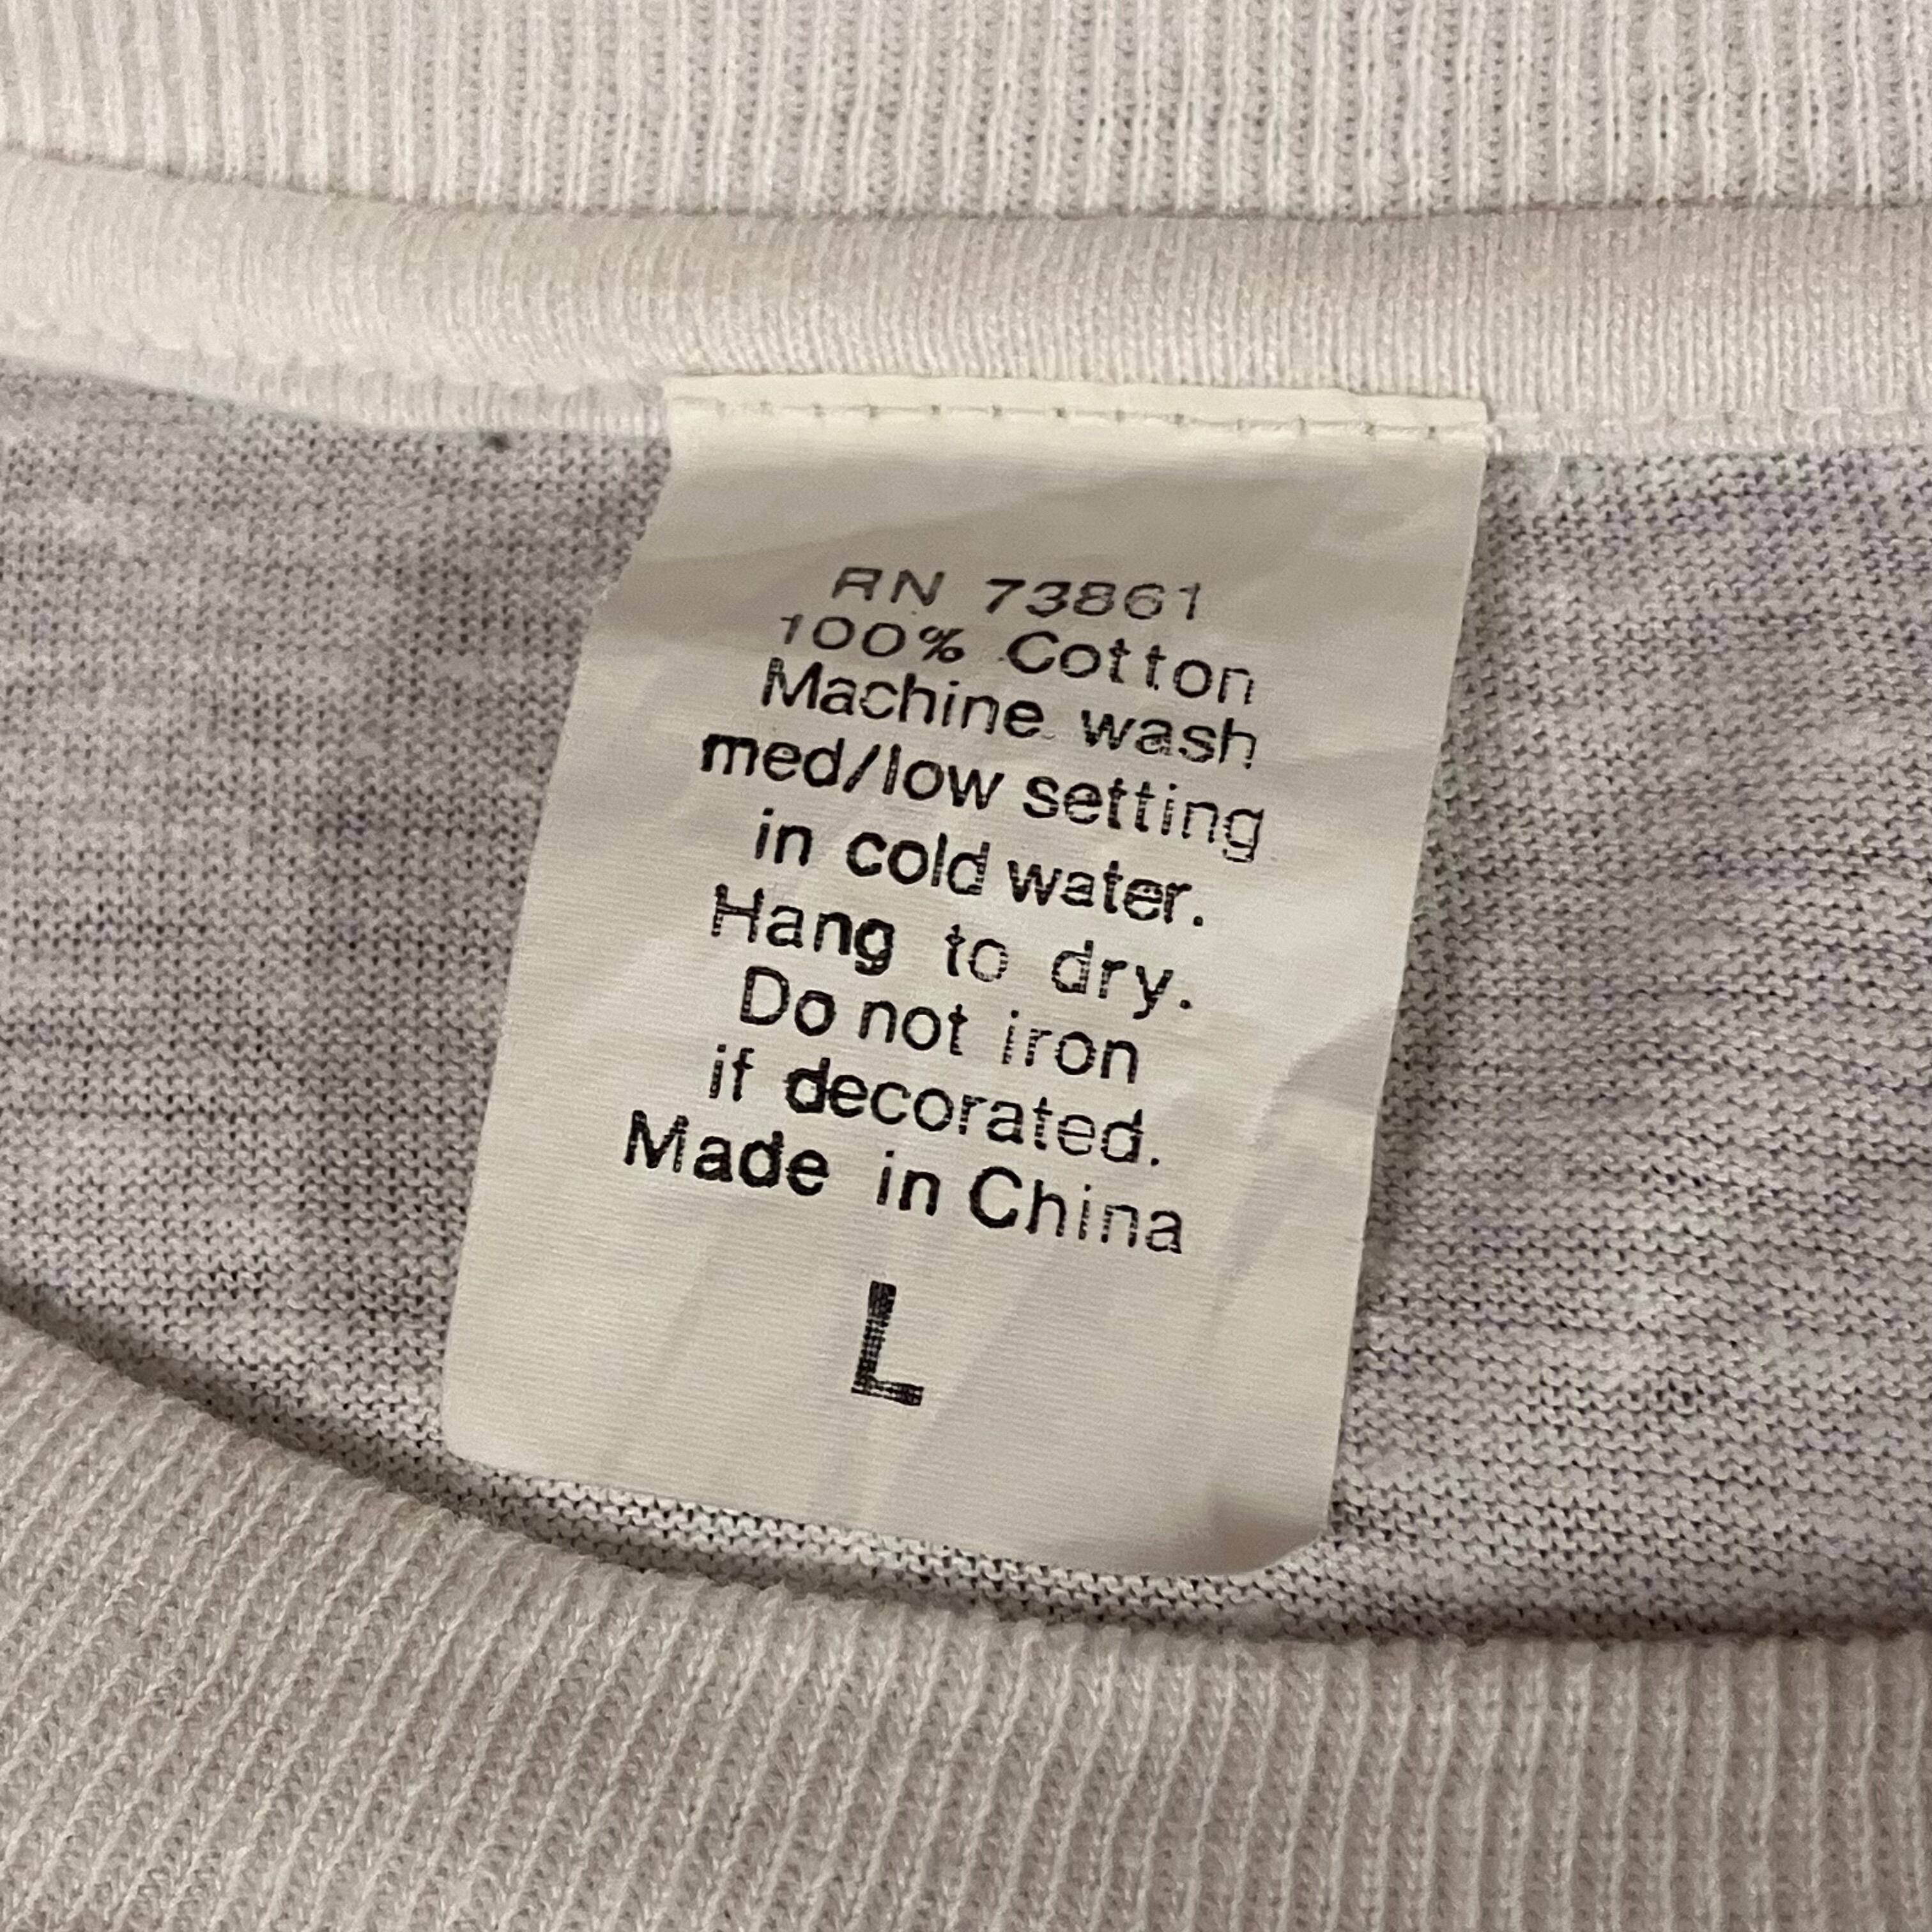 RN 73861
100% Cotton
Machine wash
med/low setting
in cold water.
Hang to dry.
Do not iron
if decorated.
Made in China
L